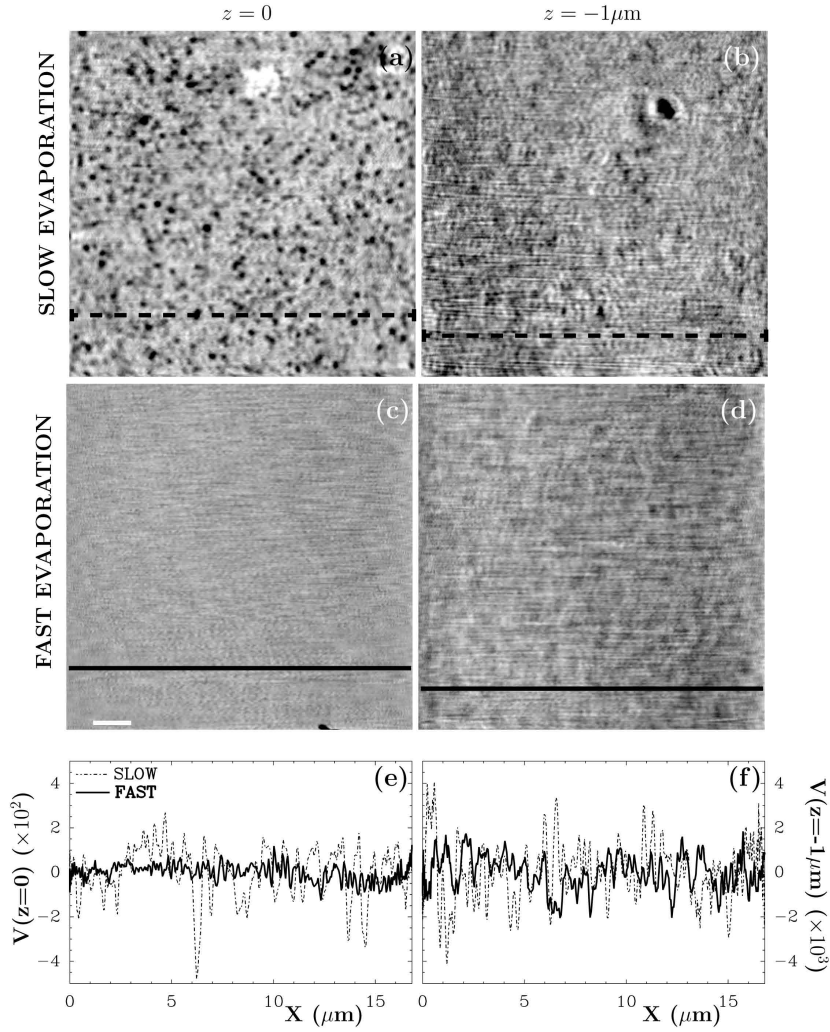 z = 0
z = −1μm
SLOW EVAPORATION
(a)
(b)
FAST EVAPORATION
(c)
(d)
V(z=0) (×10²)
4
2
0
−2
−4
SLOW
FAST
(e)
(f)
4
2
0
−2
−4
V(z=-1μm) (×10³)
0
5
10
15
0
5
10
15
X (μm)
X (μm)